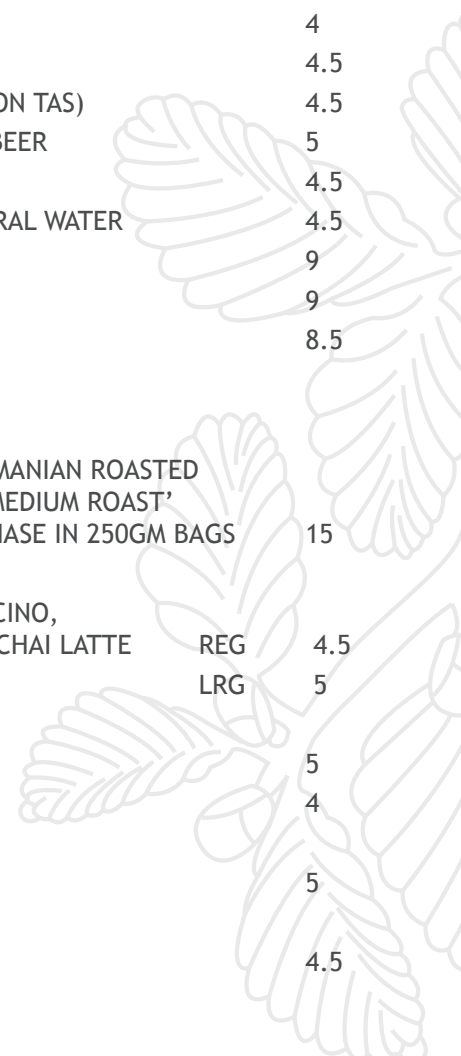 4
4.5
ON TAS) 4.5
BEER 5
4.5
RAL WATER 4.5
9
9
8.5
MANIAN ROASTED
MEDIUM ROAST’
HASE IN 250GM BAGS 15
CINO,
CHAI LATTE REG 4.5
LRG 5
5
4
5
4.5